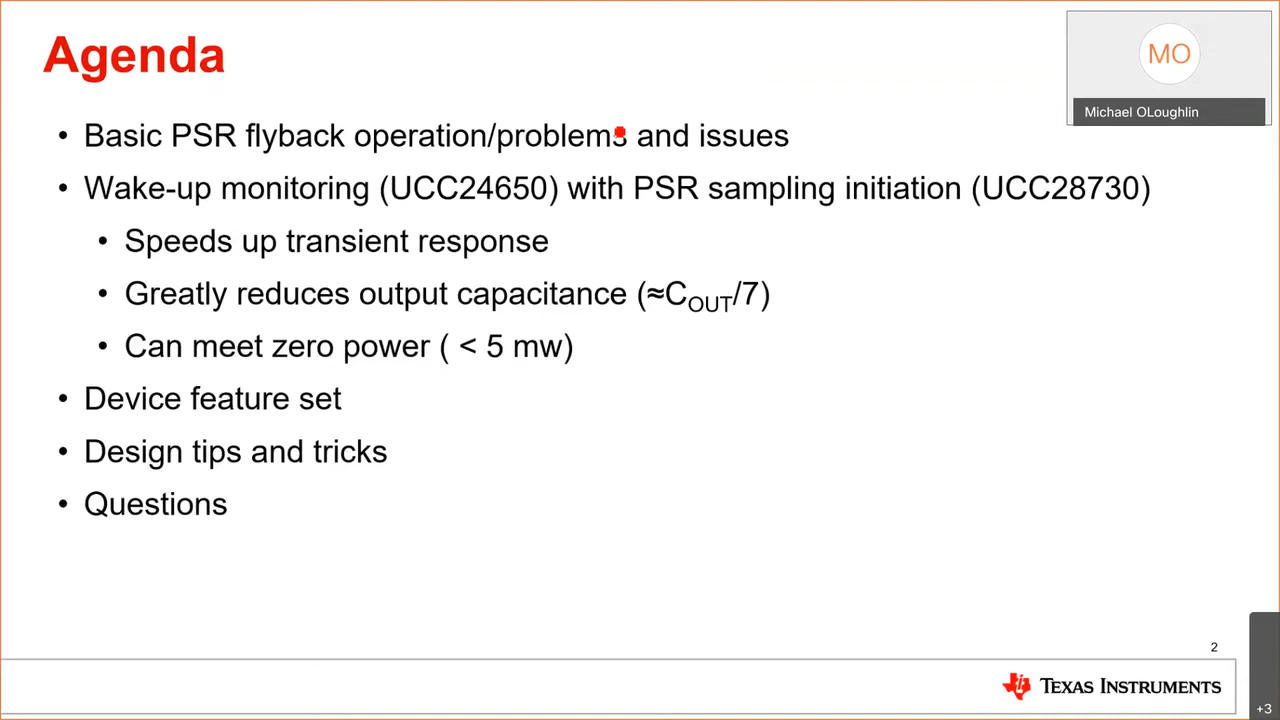 Agenda
MO
Michael OLoughlin
• Basic PSR flyback operation/problems and issues
• Wake-up monitoring (UCC24650) with PSR sampling initiation (UCC28730)
• Speeds up transient response
• Greatly reduces output capacitance (≈COUT/7)
• Can meet zero power ( < 5 mw)
• Device feature set
• Design tips and tricks
• Questions
2
TEXAS INSTRUMENTS
+3